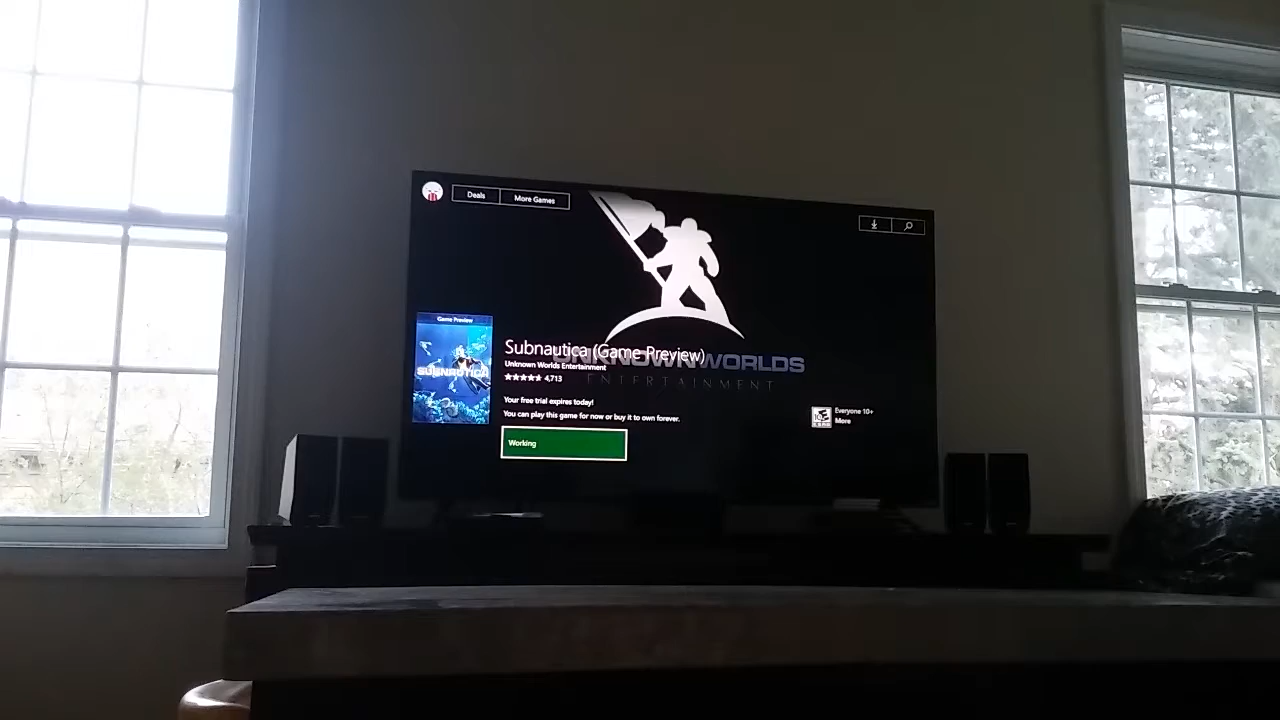 Deals
More Games
Game Preview
SUBNAUTICA
Subnautica (Game Preview)
UNKNOWN WORLDS
ENTERTAINMENT
Unknown Worlds Entertainment
4,713
Your free trial expires today!
You can play this game for now or buy it to own forever.
Working
Everyone 10+
More